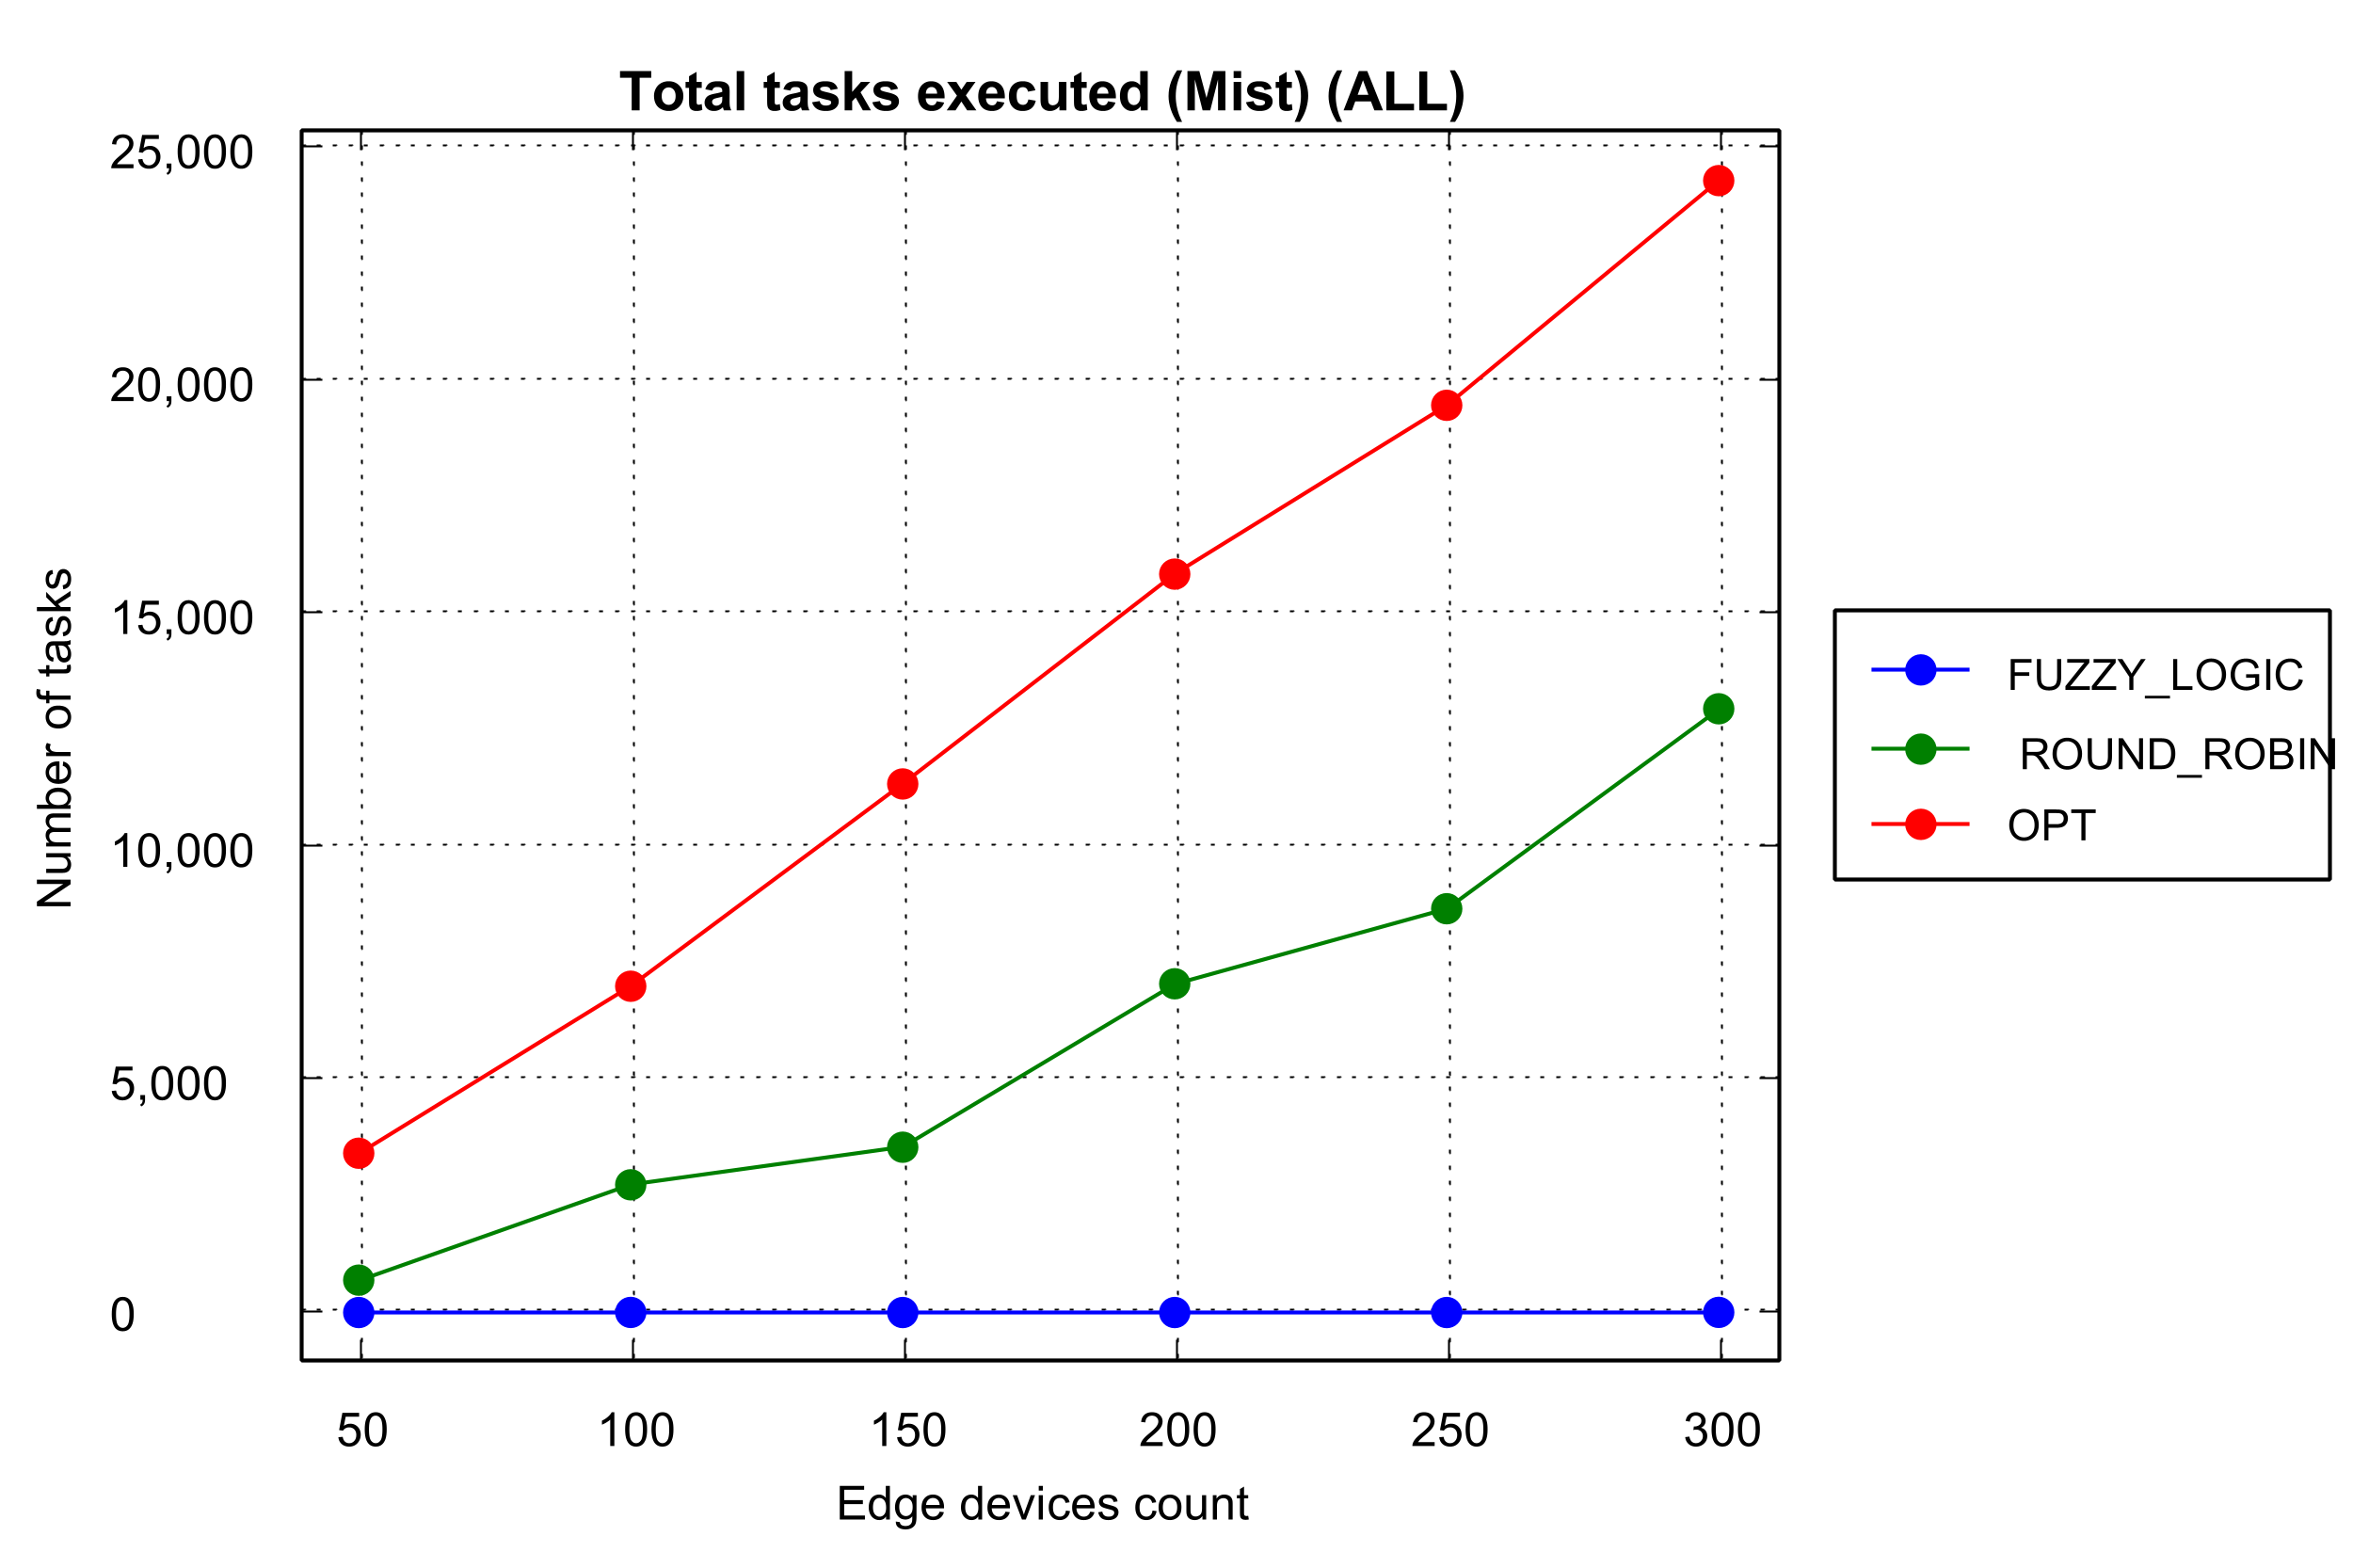 Total tasks executed (Mist) (ALL)
25,000
20,000
15,000
10,000
5,000
0
Number of tasks
50 100 150 200 250 300
Edge devices count
FUZZY_LOGIC
ROUND_ROBIN
OPT